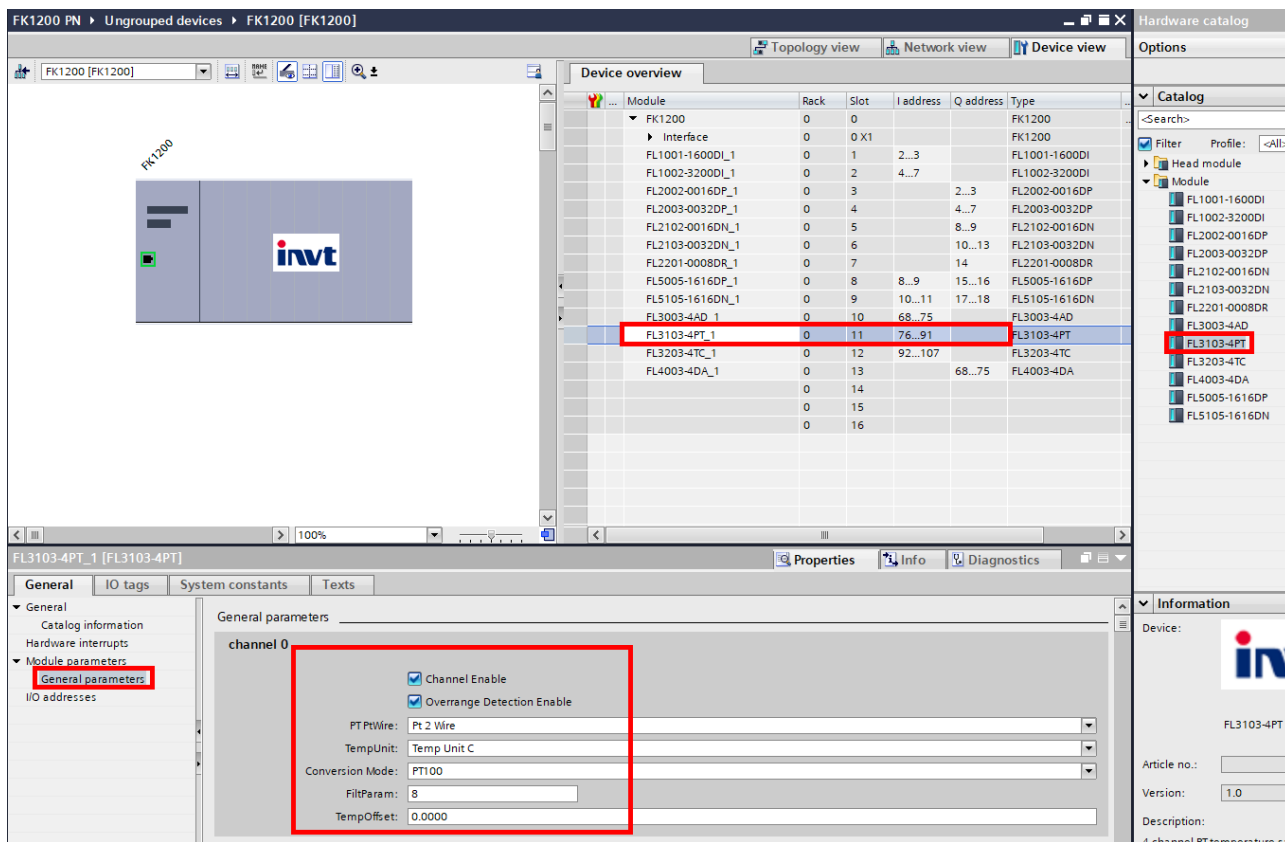 FK1200 PN ▸ Ungrouped devices ▸ FK1200 [FK1200]
Hardware catalog
Topology view Network view Device view
Options
FK1200 [FK1200]
Device overview
Catalog
<Search>
Filter Profile: <All>
Head module
Module
FL1001-1600DI
FL1002-3200DI
FL2002-0016DP
FL2003-0032DP
FL2102-0016DN
FL2103-0032DN
FL2201-0008DR
FL3003-4AD
FL3103-4PT
FL3203-4TC
FL4003-4DA
FL5005-1616DP
FL5105-1616DN
... Module Rack Slot I address Q address Type
FK1200 0 0 FK1200
Interface 0 0 X1 FK1200
FL1001-1600DI_1 0 1 2...3 FL1001-1600DI
FL1002-3200DI_1 0 2 4...7 FL1002-3200DI
FL2002-0016DP_1 0 3 2...3 FL2002-0016DP
FL2003-0032DP_1 0 4 4...7 FL2003-0032DP
FL2102-0016DN_1 0 5 8...9 FL2102-0016DN
FL2103-0032DN_1 0 6 10...13 FL2103-0032DN
FL2201-0008DR_1 0 7 14 FL2201-0008DR
FL5005-1616DP_1 0 8 8...9 15...16 FL5005-1616DP
FL5105-1616DN_1 0 9 10...11 17...18 FL5105-1616DN
FL3003-4AD_1 0 10 68...75 FL3003-4AD
FL3103-4PT_1 0 11 76...91 FL3103-4PT
FL3203-4TC_1 0 12 92...107 FL3203-4TC
FL4003-4DA_1 0 13 68...75 FL4003-4DA
0 14
0 15
0 16
FK1200
invt
100%
FL3103-4PT_1 [FL3103-4PT]
Properties Info Diagnostics
General IO tags System constants Texts
General
Catalog information
Hardware interrupts
Module parameters
General parameters
I/O addresses
General parameters
channel 0
Channel Enable
Overrange Detection Enable
PT PtWire: Pt 2 Wire
TempUnit: Temp Unit C
Conversion Mode: PT100
FiltParam: 8
TempOffset: 0.0000
Information
Device:
FL3103-4PT
Article no.:
Version: 1.0
Description: